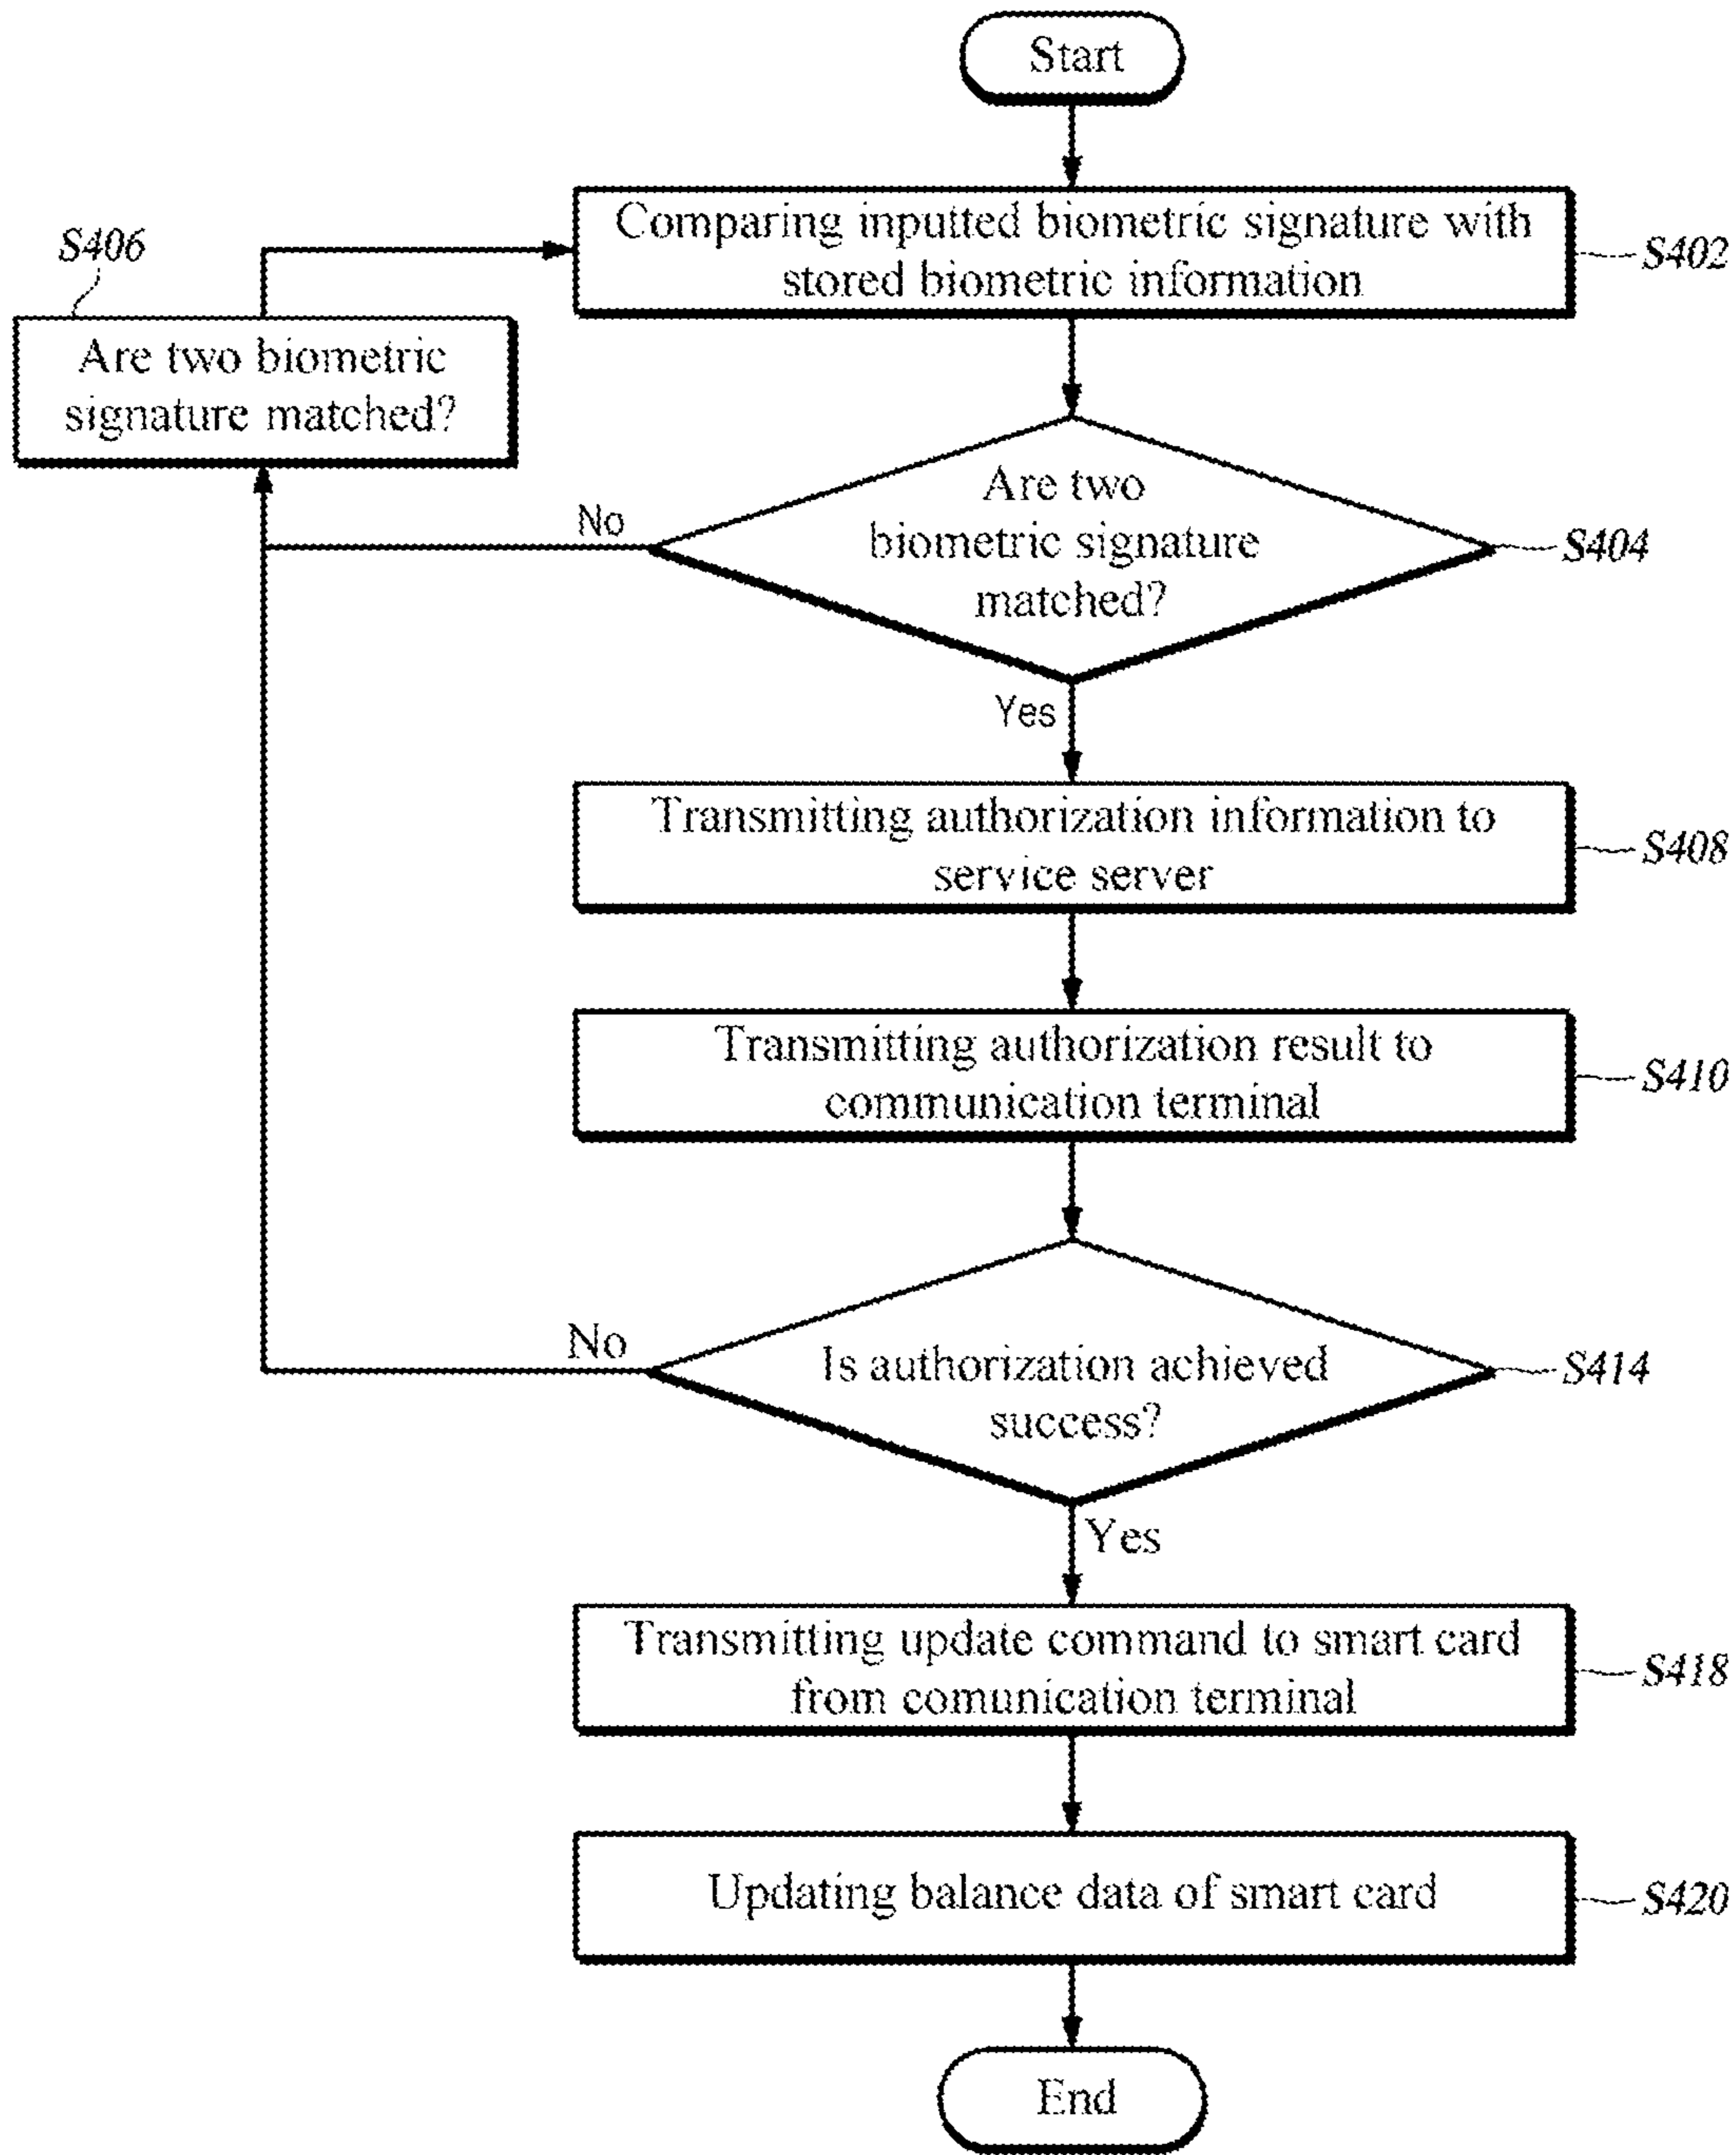 Start
Comparing inputted biometric signature with
stored biometric information
S402
S406
Are two biometric
signature matched?
Are two
biometric signature
matched?
S404
No
Yes
Transmitting authorization information to
service server
S408
Transmitting authorization result to
communication terminal
S410
Is authorization achieved
success?
S414
No
Yes
Transmitting update command to smart card
from comunication terminal
S418
Updating balance data of smart card
S420
End